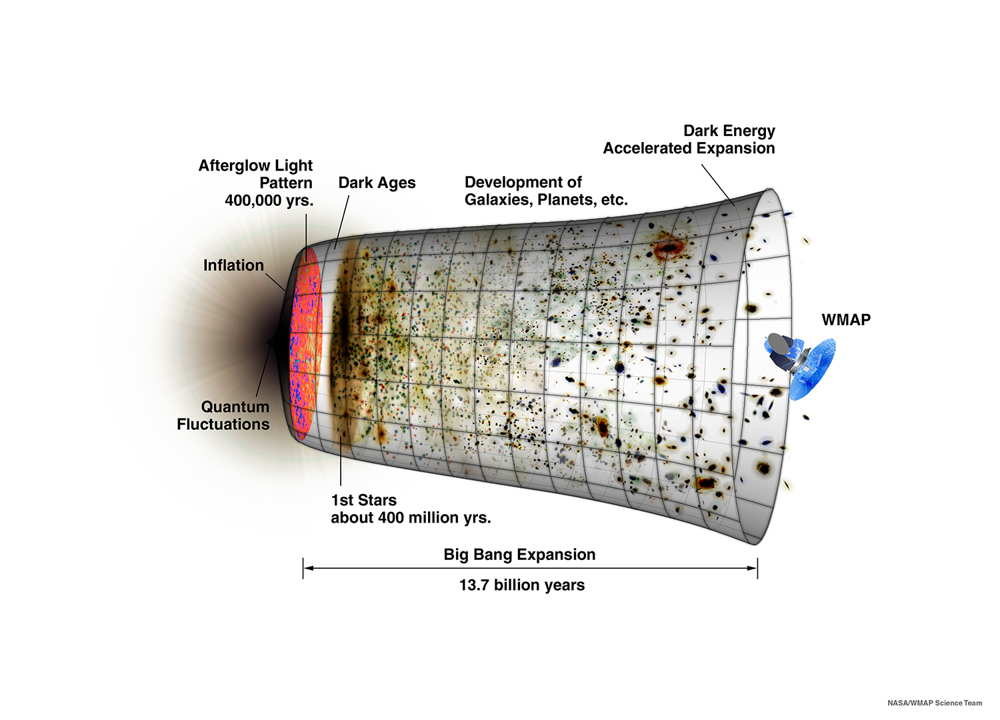 Dark Energy
Accelerated Expansion
Afterglow Light
Pattern
400,000 yrs.
Dark Ages
Development of
Galaxies, Planets, etc.
Inflation
WMAP
Quantum
Fluctuations
1st Stars
about 400 million yrs.
Big Bang Expansion
13.7 billion years
NASA/WMAP Science Team